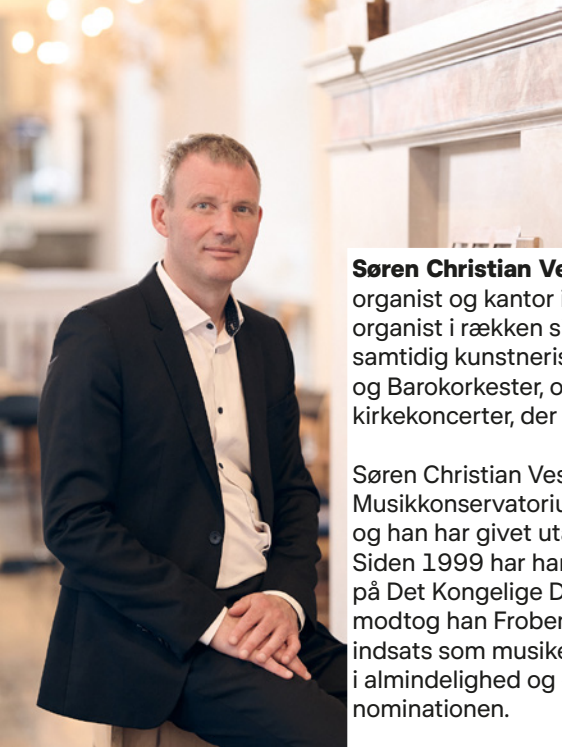 Søren Christian Ve
organist og kantor i
organist i rækken s
samtidig kunstneris
og Barokorkester, o
kirkekoncerter, der
Søren Christian Ves
Musikkonservatoriu
og han har givet uta
Siden 1999 har han
på Det Kongelige D
modtog han Frober
indsats som musike
i almindelighed og
nominationen.